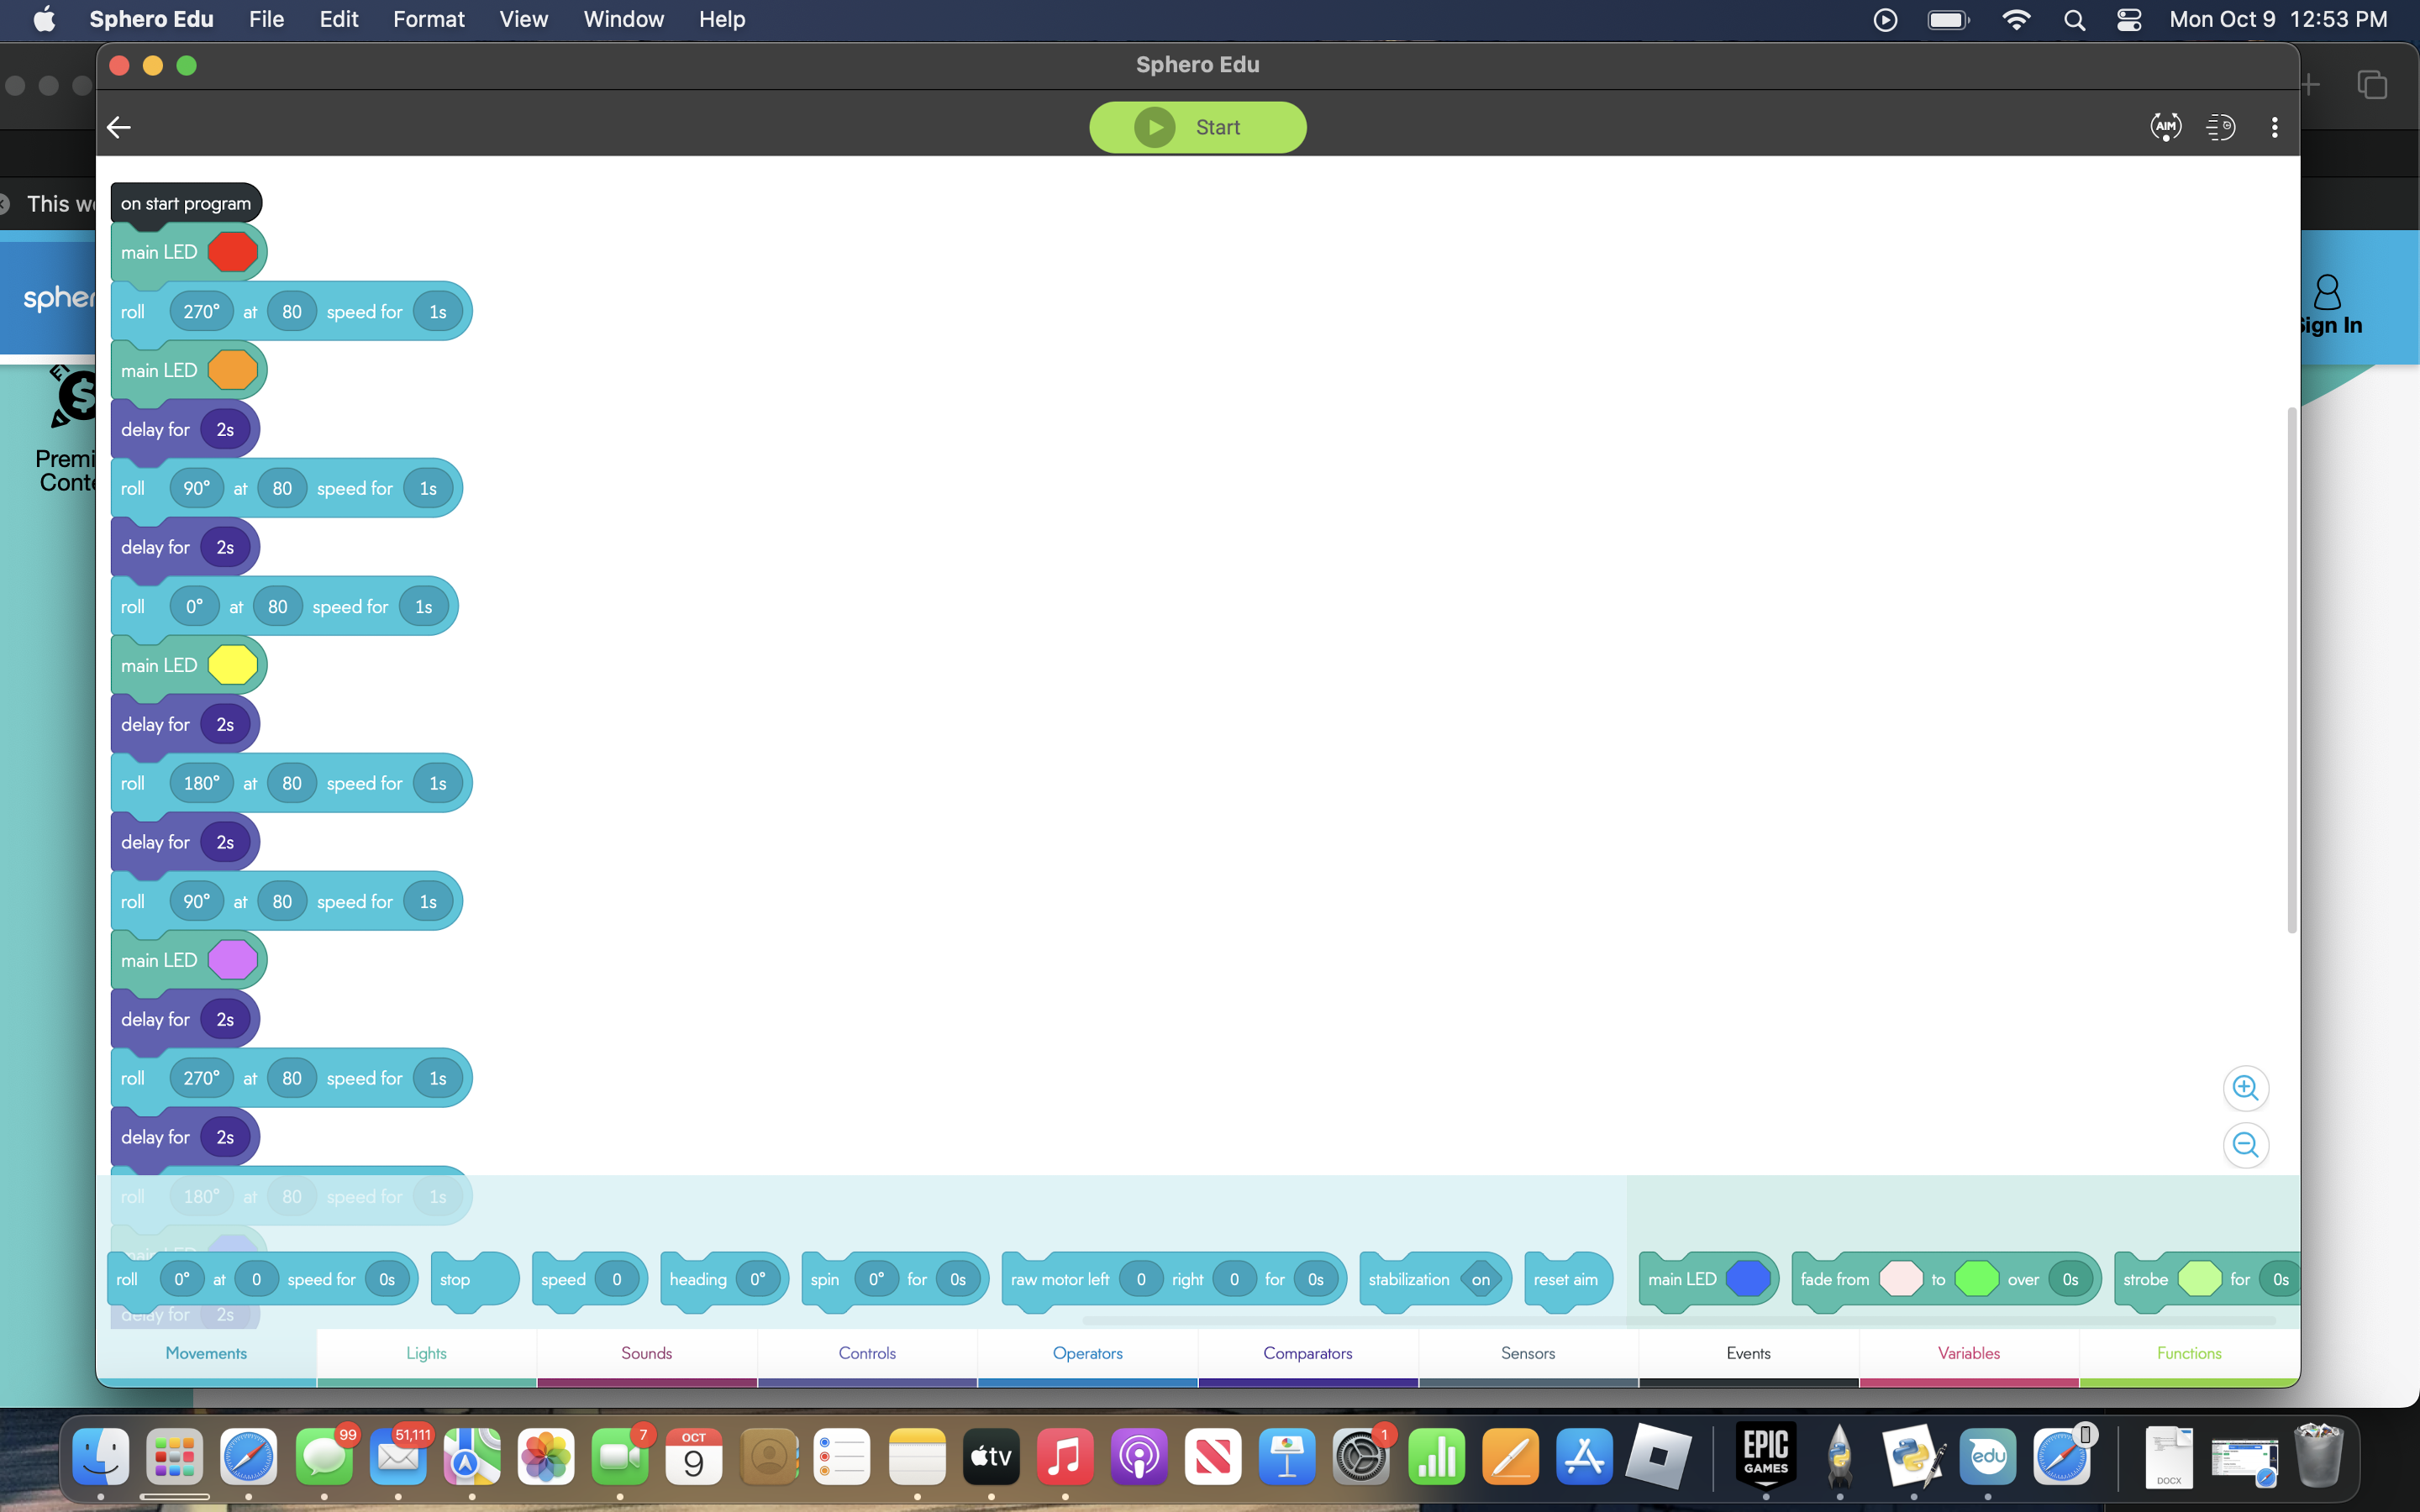 Sphero Edu File Edit Format View Window Help Mon Oct 9 12:53 PM
Sphero Edu
Start
AIM
This w
on start program
main LED
roll 270° at 80 speed for 1s
main LED
delay for 2s
roll 90° at 80 speed for 1s
delay for 2s
roll 0° at 80 speed for 1s
main LED
delay for 2s
roll 180° at 80 speed for 1s
delay for 2s
roll 90° at 80 speed for 1s
main LED
delay for 2s
roll 270° at 80 speed for 1s
delay for 2s
roll 180° at 80 speed for 1s
main LED
delay for 2s
spher
Sign In
Premi
Conte
roll 0° at 0 speed for 0s
stop
speed 0
heading 0°
spin 0° for 0s
raw motor left 0 right 0 for 0s
stabilization on
reset aim
main LED
fade from to over 0s
strobe for 0s
Movements Lights Sounds Controls Operators Comparators Sensors Events Variables Functions
99
51,111
7
OCT
9
tv
1
EPIC
GAMES
edu
DOCX